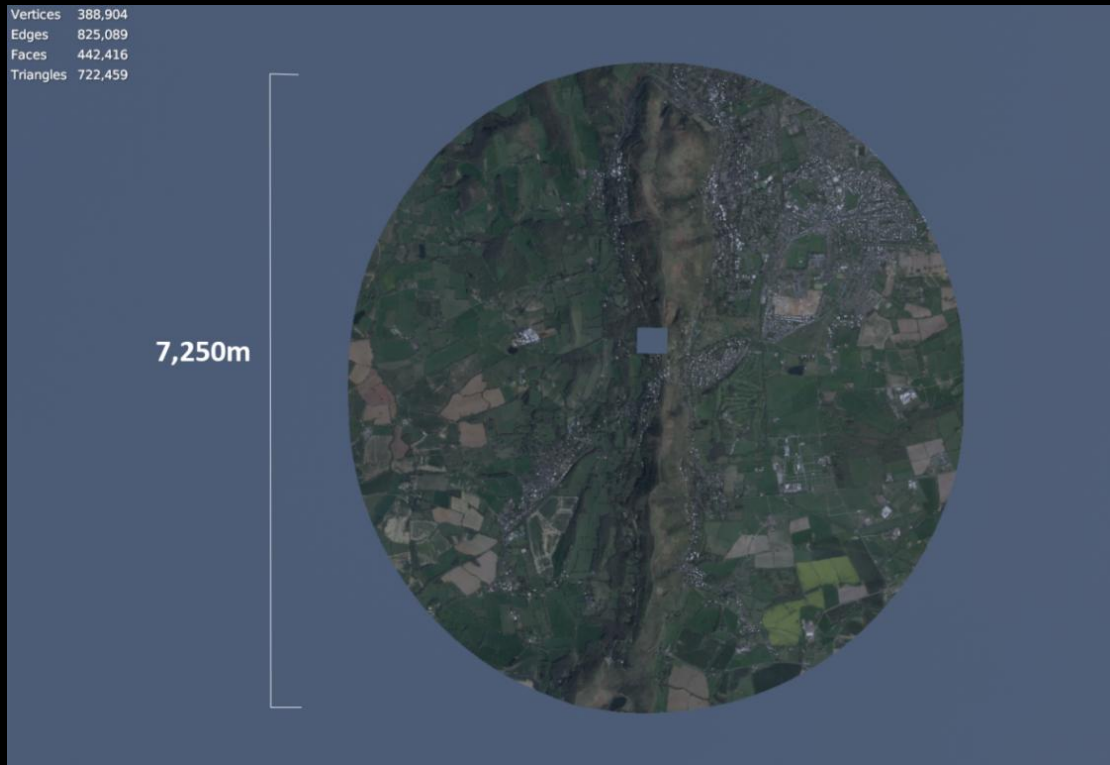 Vertices 388,904
Edges 825,089
Faces 442,416
Triangles 722,459
7,250m